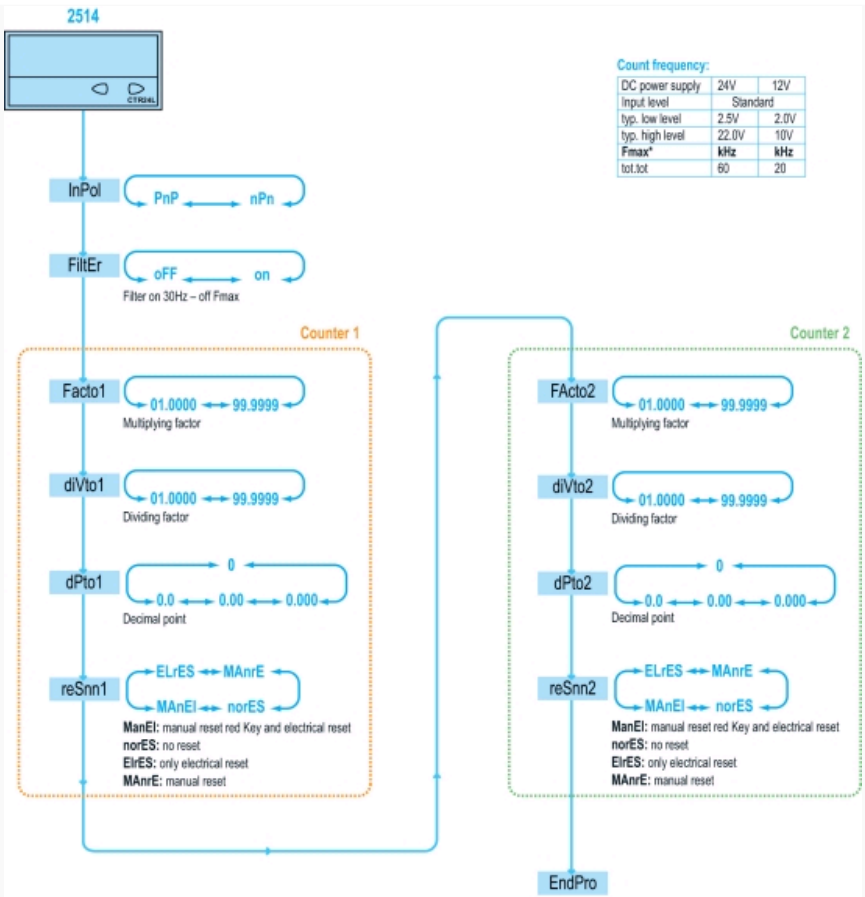 2514
CTR24L
Count frequency:
DC power supply 24V 12V
Input level Standard
typ. low level 2.5V 2.0V
typ. high level 22.0V 10V
Fmax* kHz kHz
tot.tot 60 20
InPol
PnP nPn
FiltEr
oFF on
Filter on 30Hz – off Fmax
Counter 1
Facto1
01.0000 99.9999
Multiplying factor
diVto1
01.0000 99.9999
Dividing factor
dPto1
0
0.0 0.00 0.000
Decimal point
reSnn1
ELrES MAnrE
MAnEl norES
ManEl: manual reset red Key and electrical reset
norES: no reset
ElrES: only electrical reset
MAnrE: manual reset
Counter 2
FActo2
01.0000 99.9999
Multiplying factor
diVto2
01.0000 99.9999
Dividing factor
dPto2
0
0.0 0.00 0.000
Decimal point
reSnn2
ELrES MAnrE
MAnEl norES
ManEl: manual reset red Key and electrical reset
norES: no reset
ElrES: only electrical reset
MAnrE: manual reset
EndPro